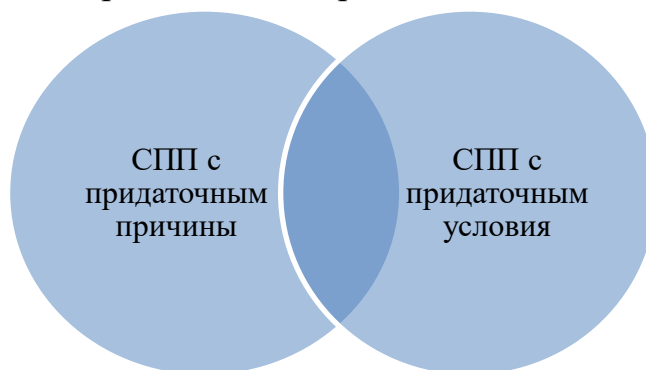 СПП с
придаточным
причины
СПП с
придаточным
условия